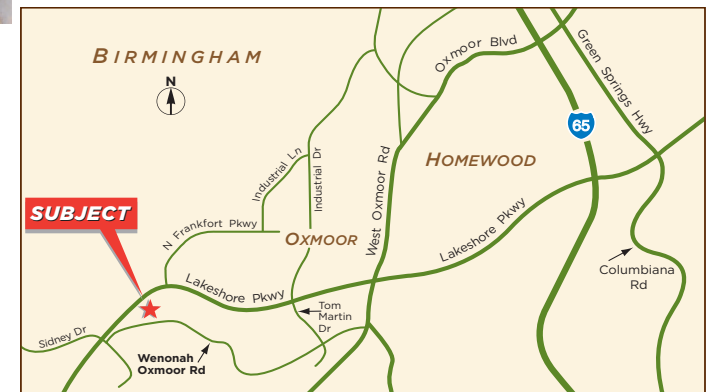 BIRMINGHAM
N
Oxmoor Blvd
Green Springs Hwy
65
Industrial Ln
Industrial Dr
West Oxmoor Rd
HOMEWOOD
SUBJECT
N Frankfort Pkwy
OXMOOR
Lakeshore Pkwy
Columbiana
Rd
Lakeshore Pkwy
Tom
Martin
Dr
Sidney Dr
Wenonah
Oxmoor Rd